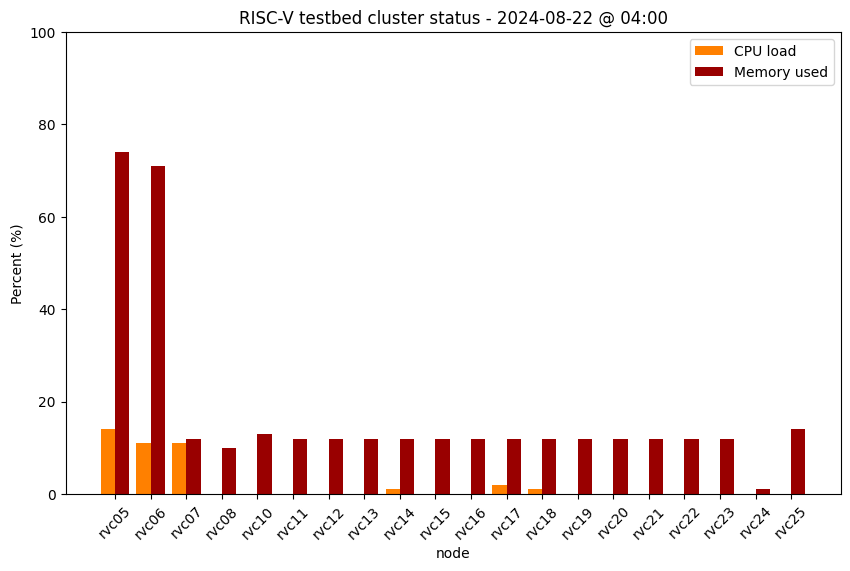 RISC-V testbed cluster status - 2024-08-22 @ 04:00
CPU load
Memory used
Percent (%)
100
80
60
40
20
0
rvc05
rvc06
rvc07
rvc08
rvc10
rvc11
rvc12
rvc13
rvc14
rvc15
rvc16
rvc17
rvc18
rvc19
rvc20
rvc21
rvc22
rvc23
rvc24
rvc25
node